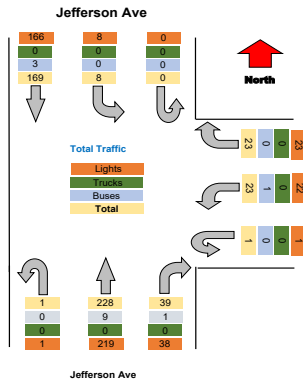 Jefferson Ave
166 8 0
0 0 0
3 0 0
169 8 0
North
Total Traffic
Lights
Trucks
Buses
Total
23 0 0 23
23 1 0 22
1 0 0 1
1 228 39
0 9 1
0 0 0
1 219 38
Jefferson Ave